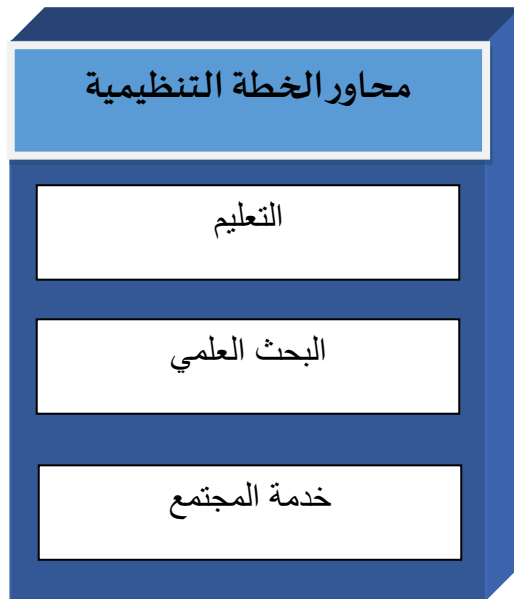 محاور الخطة التنظيمية
التعليم
البحث العلمي
خدمة المجتمع